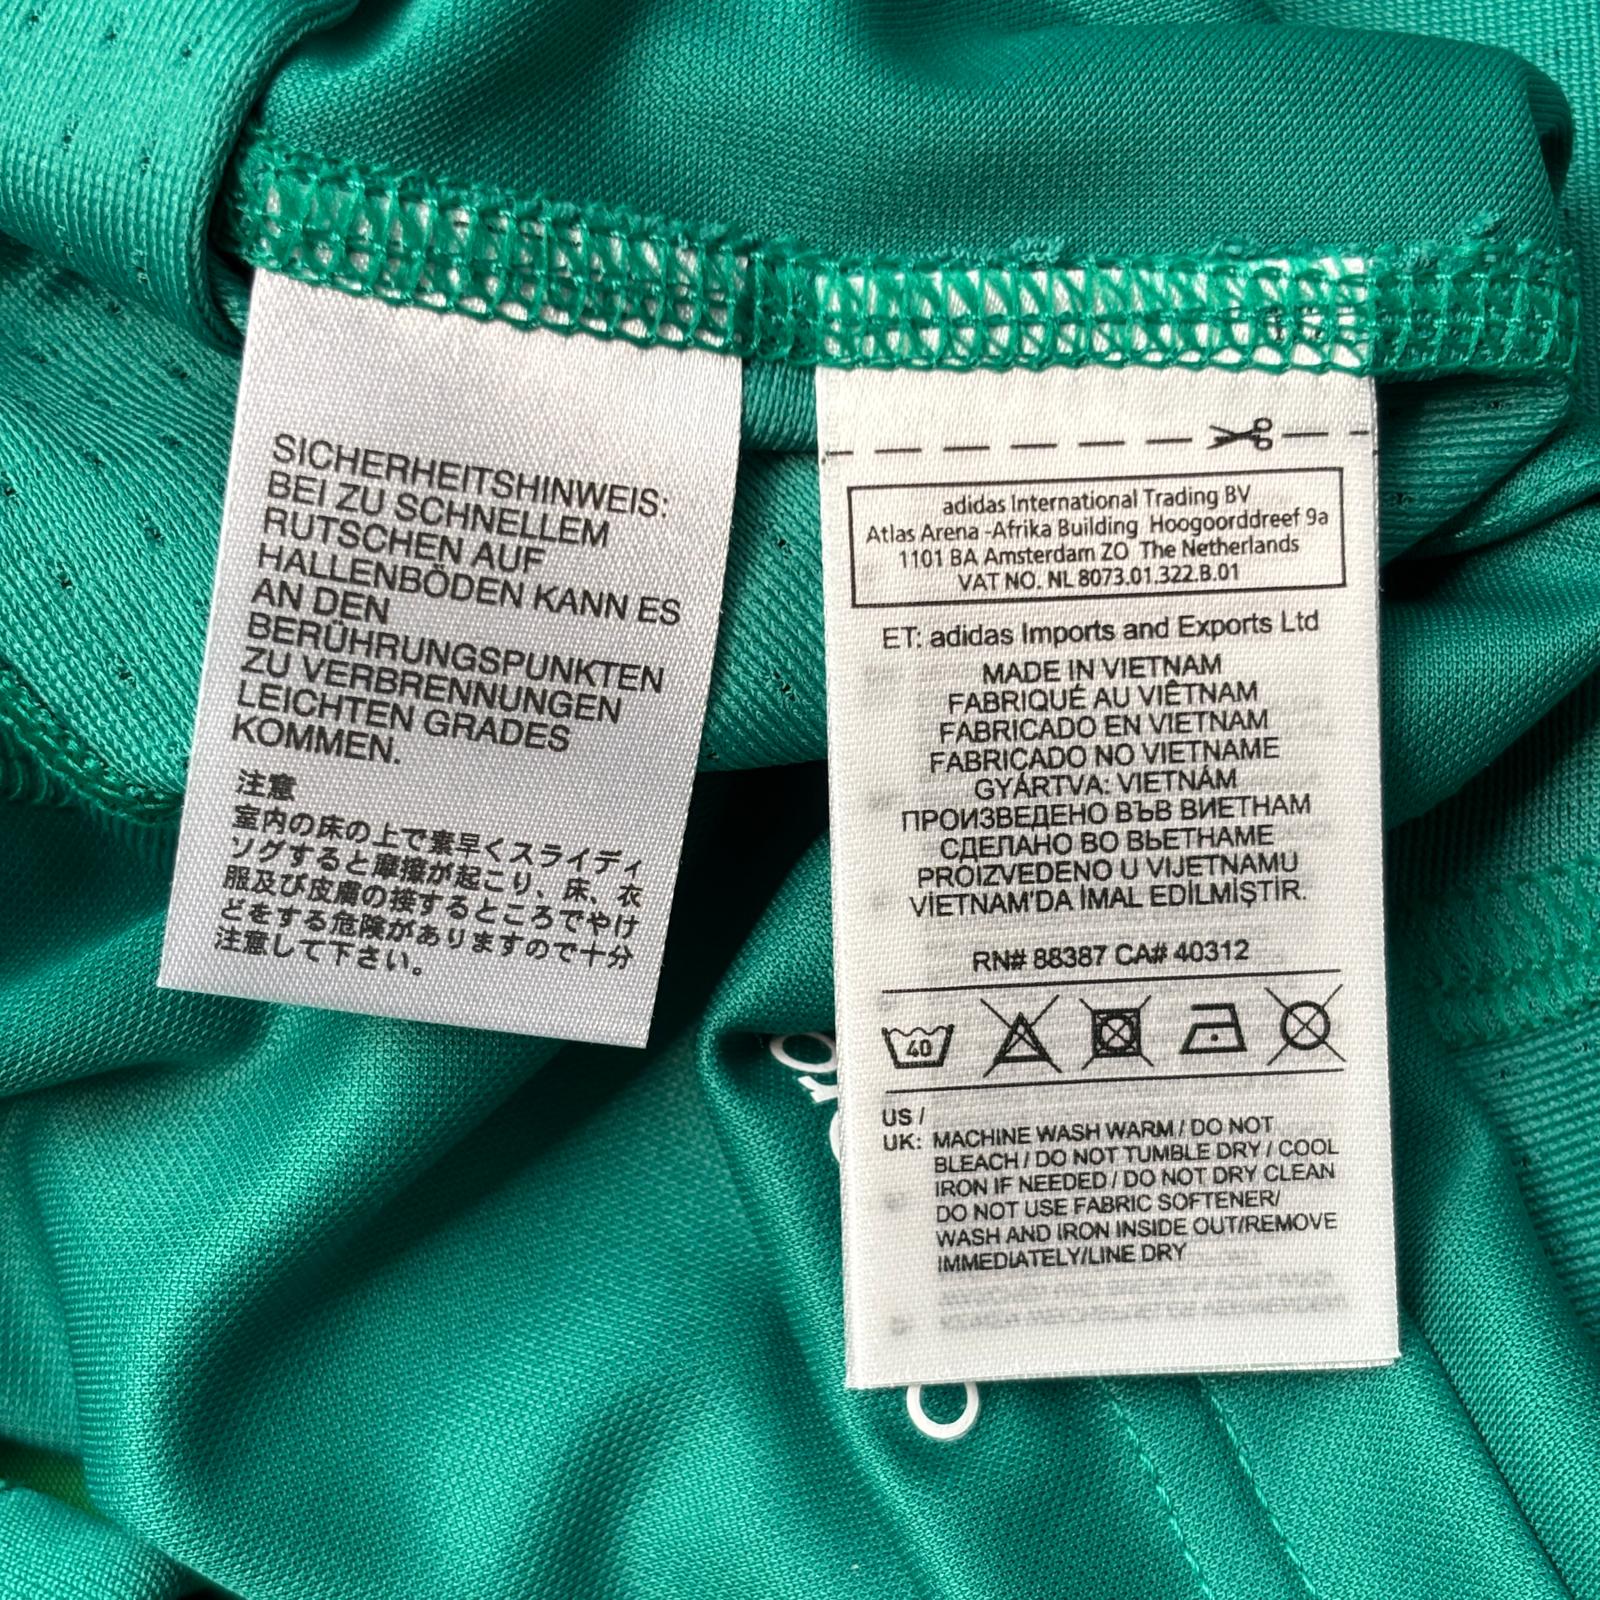 SICHERHEITSHINWEIS:
BEI ZU SCHNELLEM
RUTSCHEN AUF
HALLENBÖDEN KANN ES
AN DEN
BERÜHRUNGSPUNKTEN
ZU VERBRENNUNGEN
LEICHTEN GRADES
KOMMEN.
注意
室内の床の上で素早くスライディ
ングすると摩擦が起こり、床、衣
服及び皮膚の接するところでやけ
どをする危険がありますので十分
注意して下さい。
adidas International Trading BV
Atlas Arena -Afrika Building Hoogoorddreef 9a
1101 BA Amsterdam ZO The Netherlands
VAT NO. NL 8073.01.322.B.01
ET: adidas Imports and Exports Ltd
MADE IN VIETNAM
FABRIQUÉ AU VIÊTNAM
FABRICADO EN VIETNAM
FABRICADO NO VIETNAME
GYÁRTVA: VIETNÁM
ПРОИЗВЕДЕНО ВЪВ ВИЕТНАМ
СДЕЛАНО ВО ВЬЕТНАМЕ
PROIZVEDENO U VIJETNAMU
VİETNAM'DA İMAL EDİLMİŞTİR.
RN# 88387 CA# 40312
40
US /
UK: MACHINE WASH WARM / DO NOT
BLEACH / DO NOT TUMBLE DRY / COOL
IRON IF NEEDED / DO NOT DRY CLEAN
DO NOT USE FABRIC SOFTENER/
WASH AND IRON INSIDE OUT/REMOVE
IMMEDIATELY/LINE DRY